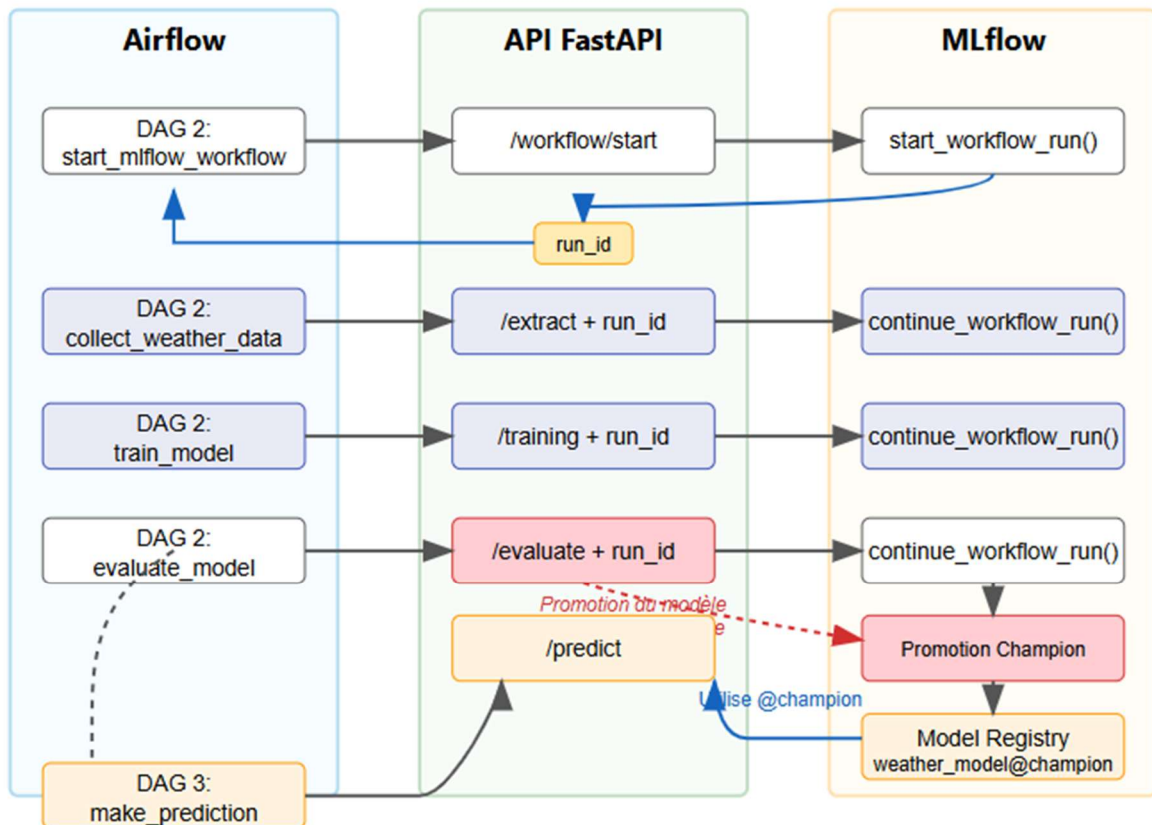 Airflow
API FastAPI
MLflow
DAG 2:
start_mlflow_workflow
/workflow/start
start_workflow_run()
run_id
DAG 2:
collect_weather_data
/extract + run_id
continue_workflow_run()
DAG 2:
train_model
/training + run_id
continue_workflow_run()
DAG 2:
evaluate_model
/evaluate + run_id
continue_workflow_run()
Promotion du modèle
/predict
Promotion Champion
Utilise @champion
Model Registry
weather_model@champion
DAG 3:
make_prediction